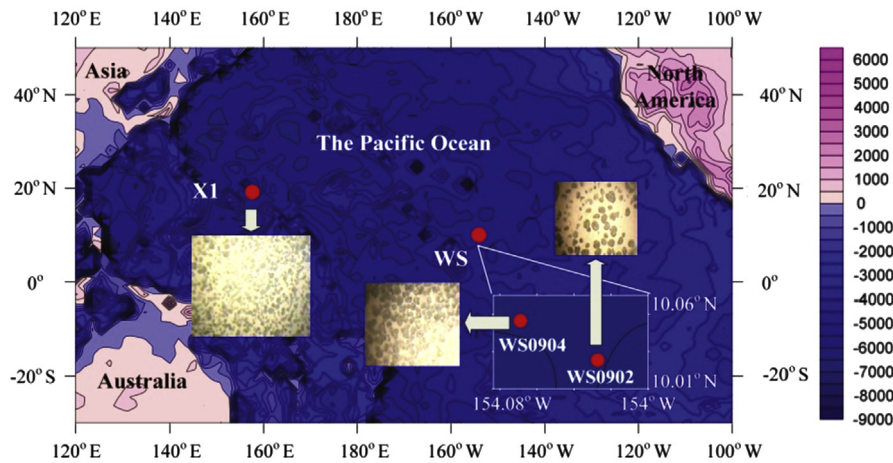 120° E 140° E 160° E 180° E 160° W 140° W 120° W 100° W
Asia
North
America
40° N
40° N
The Pacific Ocean
20° N
X1
20° N
WS
0°
0°
10.06° N
WS0904
WS0902
10.01° N
-20° S
Australia
-20° S
154.08° W
154° W
120° E 140° E 160° E 180° E 160° W 140° W 120° W 100° W
6000
5000
4000
3000
2000
1000
0
-1000
-2000
-3000
-4000
-5000
-6000
-7000
-8000
-9000